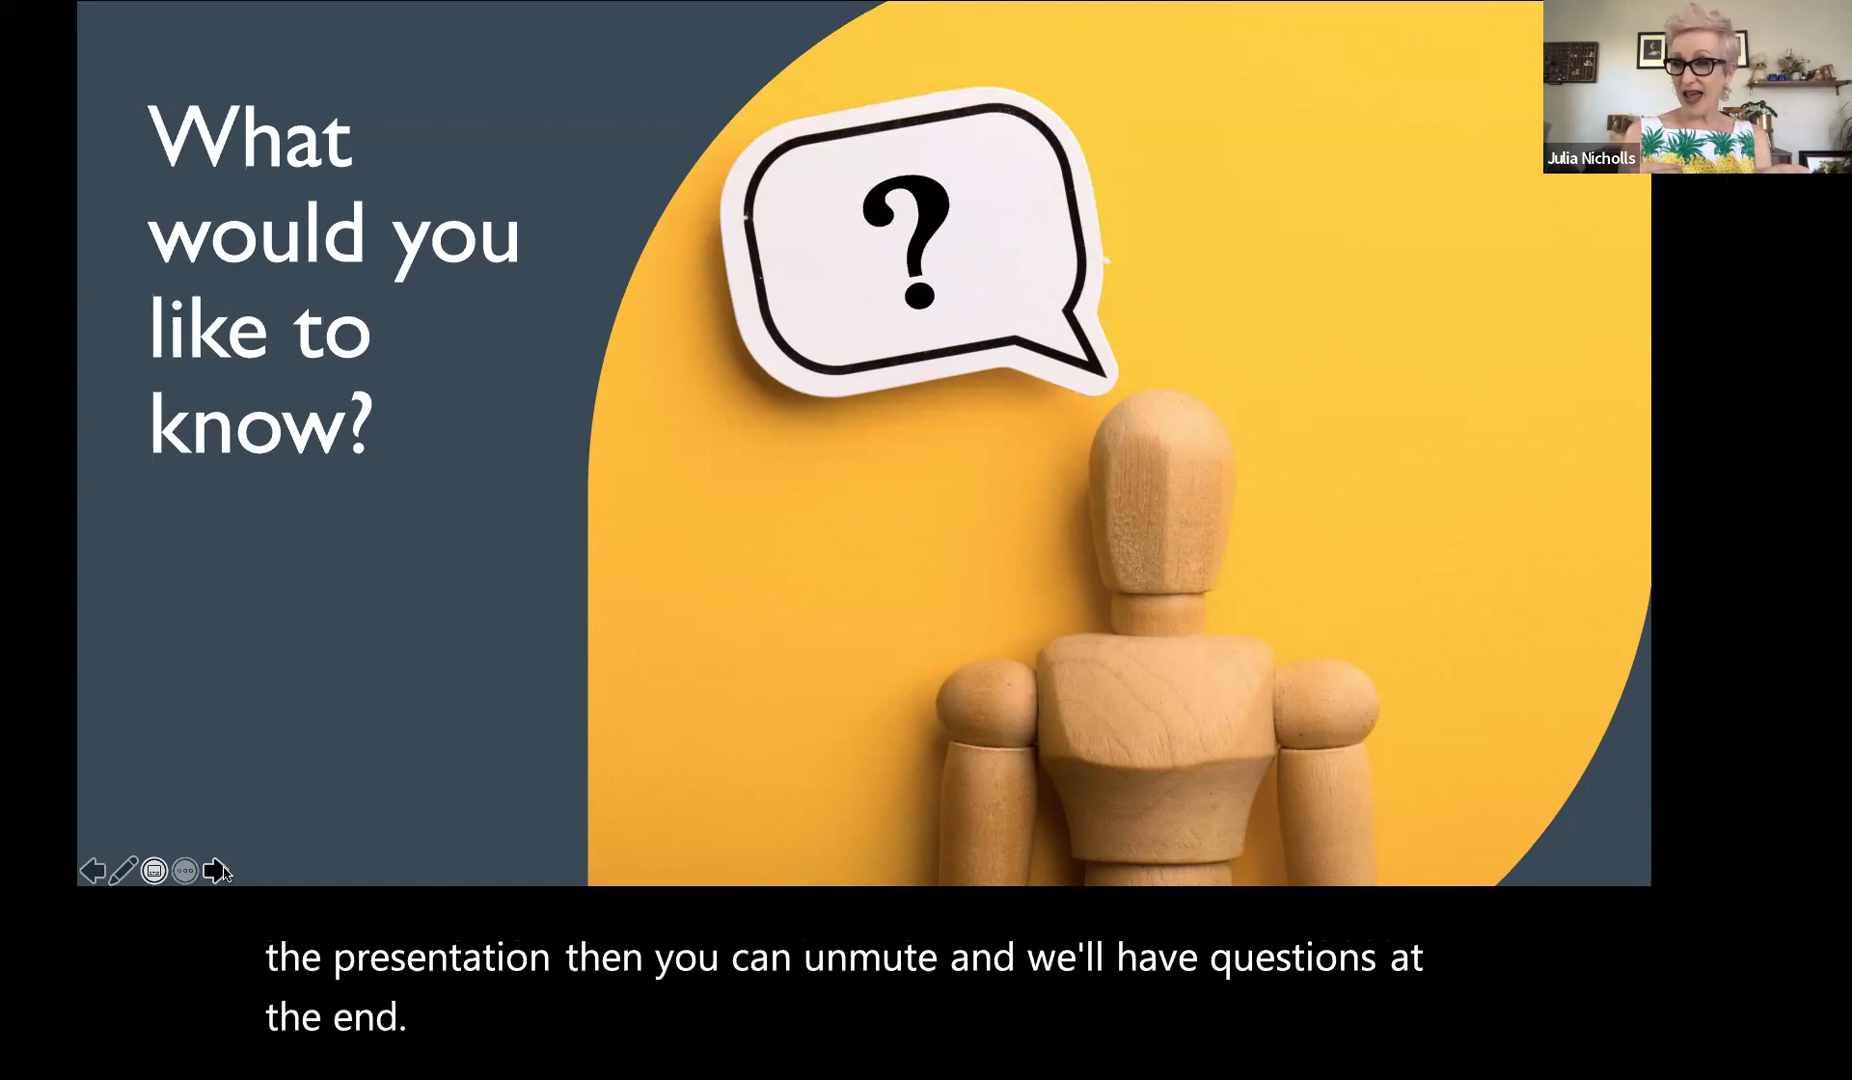 What
would you
like to
know?
?
Julia Nicholls
the presentation then you can unmute and we'll have questions at
the end.